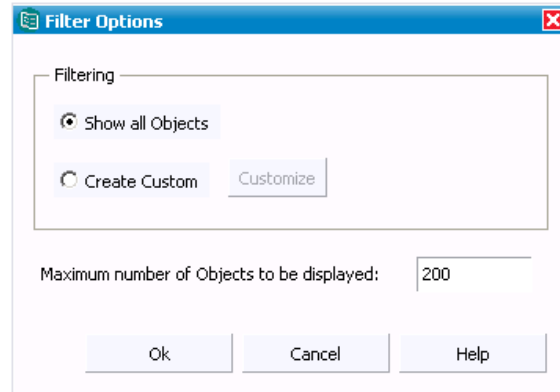 Filter Options
Filtering
Show all Objects
Create Custom Customize
Maximum number of Objects to be displayed: 200
Ok Cancel Help